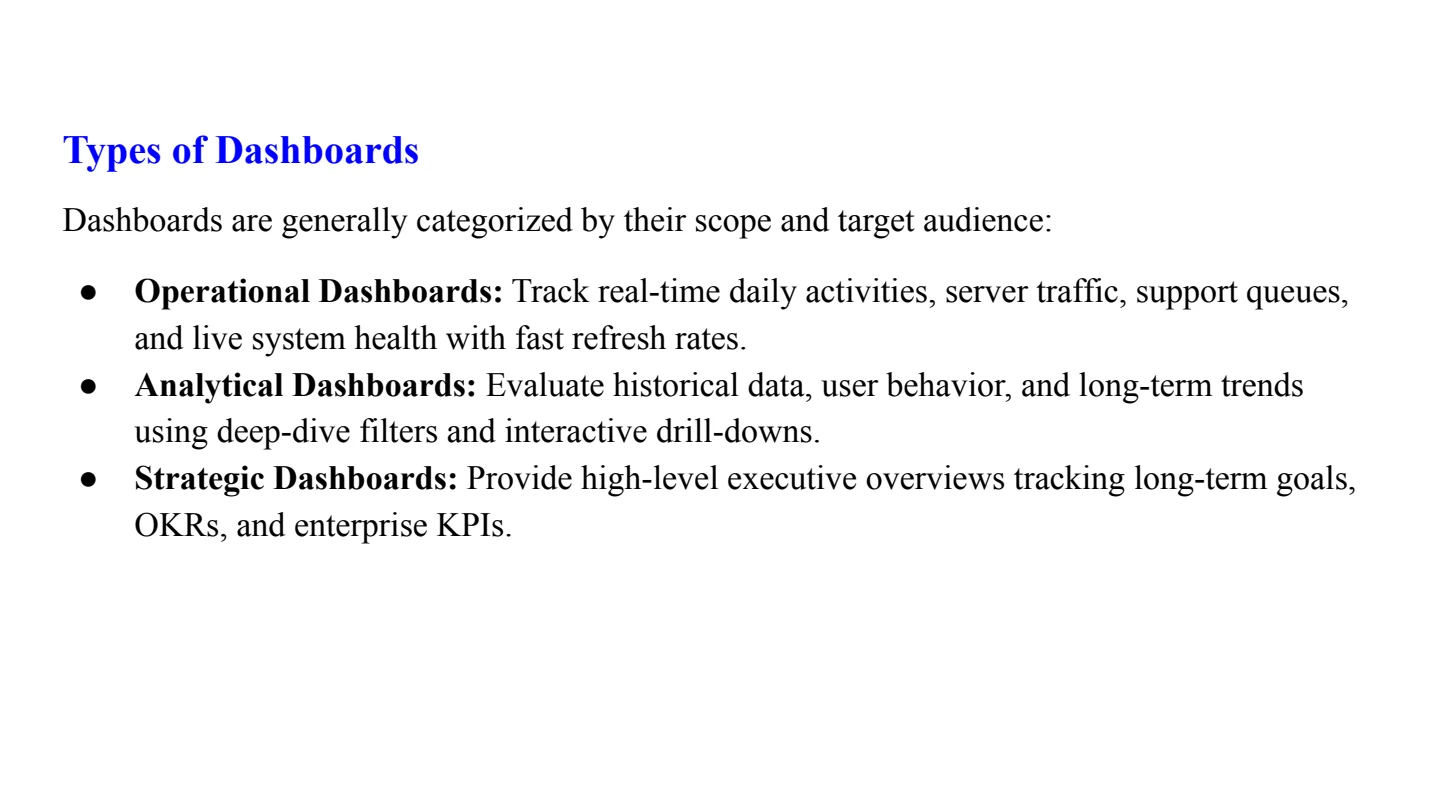 Types of Dashboards
Dashboards are generally categorized by their scope and target audience:
● Operational Dashboards: Track real-time daily activities, server traffic, support queues,
and live system health with fast refresh rates.
● Analytical Dashboards: Evaluate historical data, user behavior, and long-term trends
using deep-dive filters and interactive drill-downs.
● Strategic Dashboards: Provide high-level executive overviews tracking long-term goals,
OKRs, and enterprise KPIs.